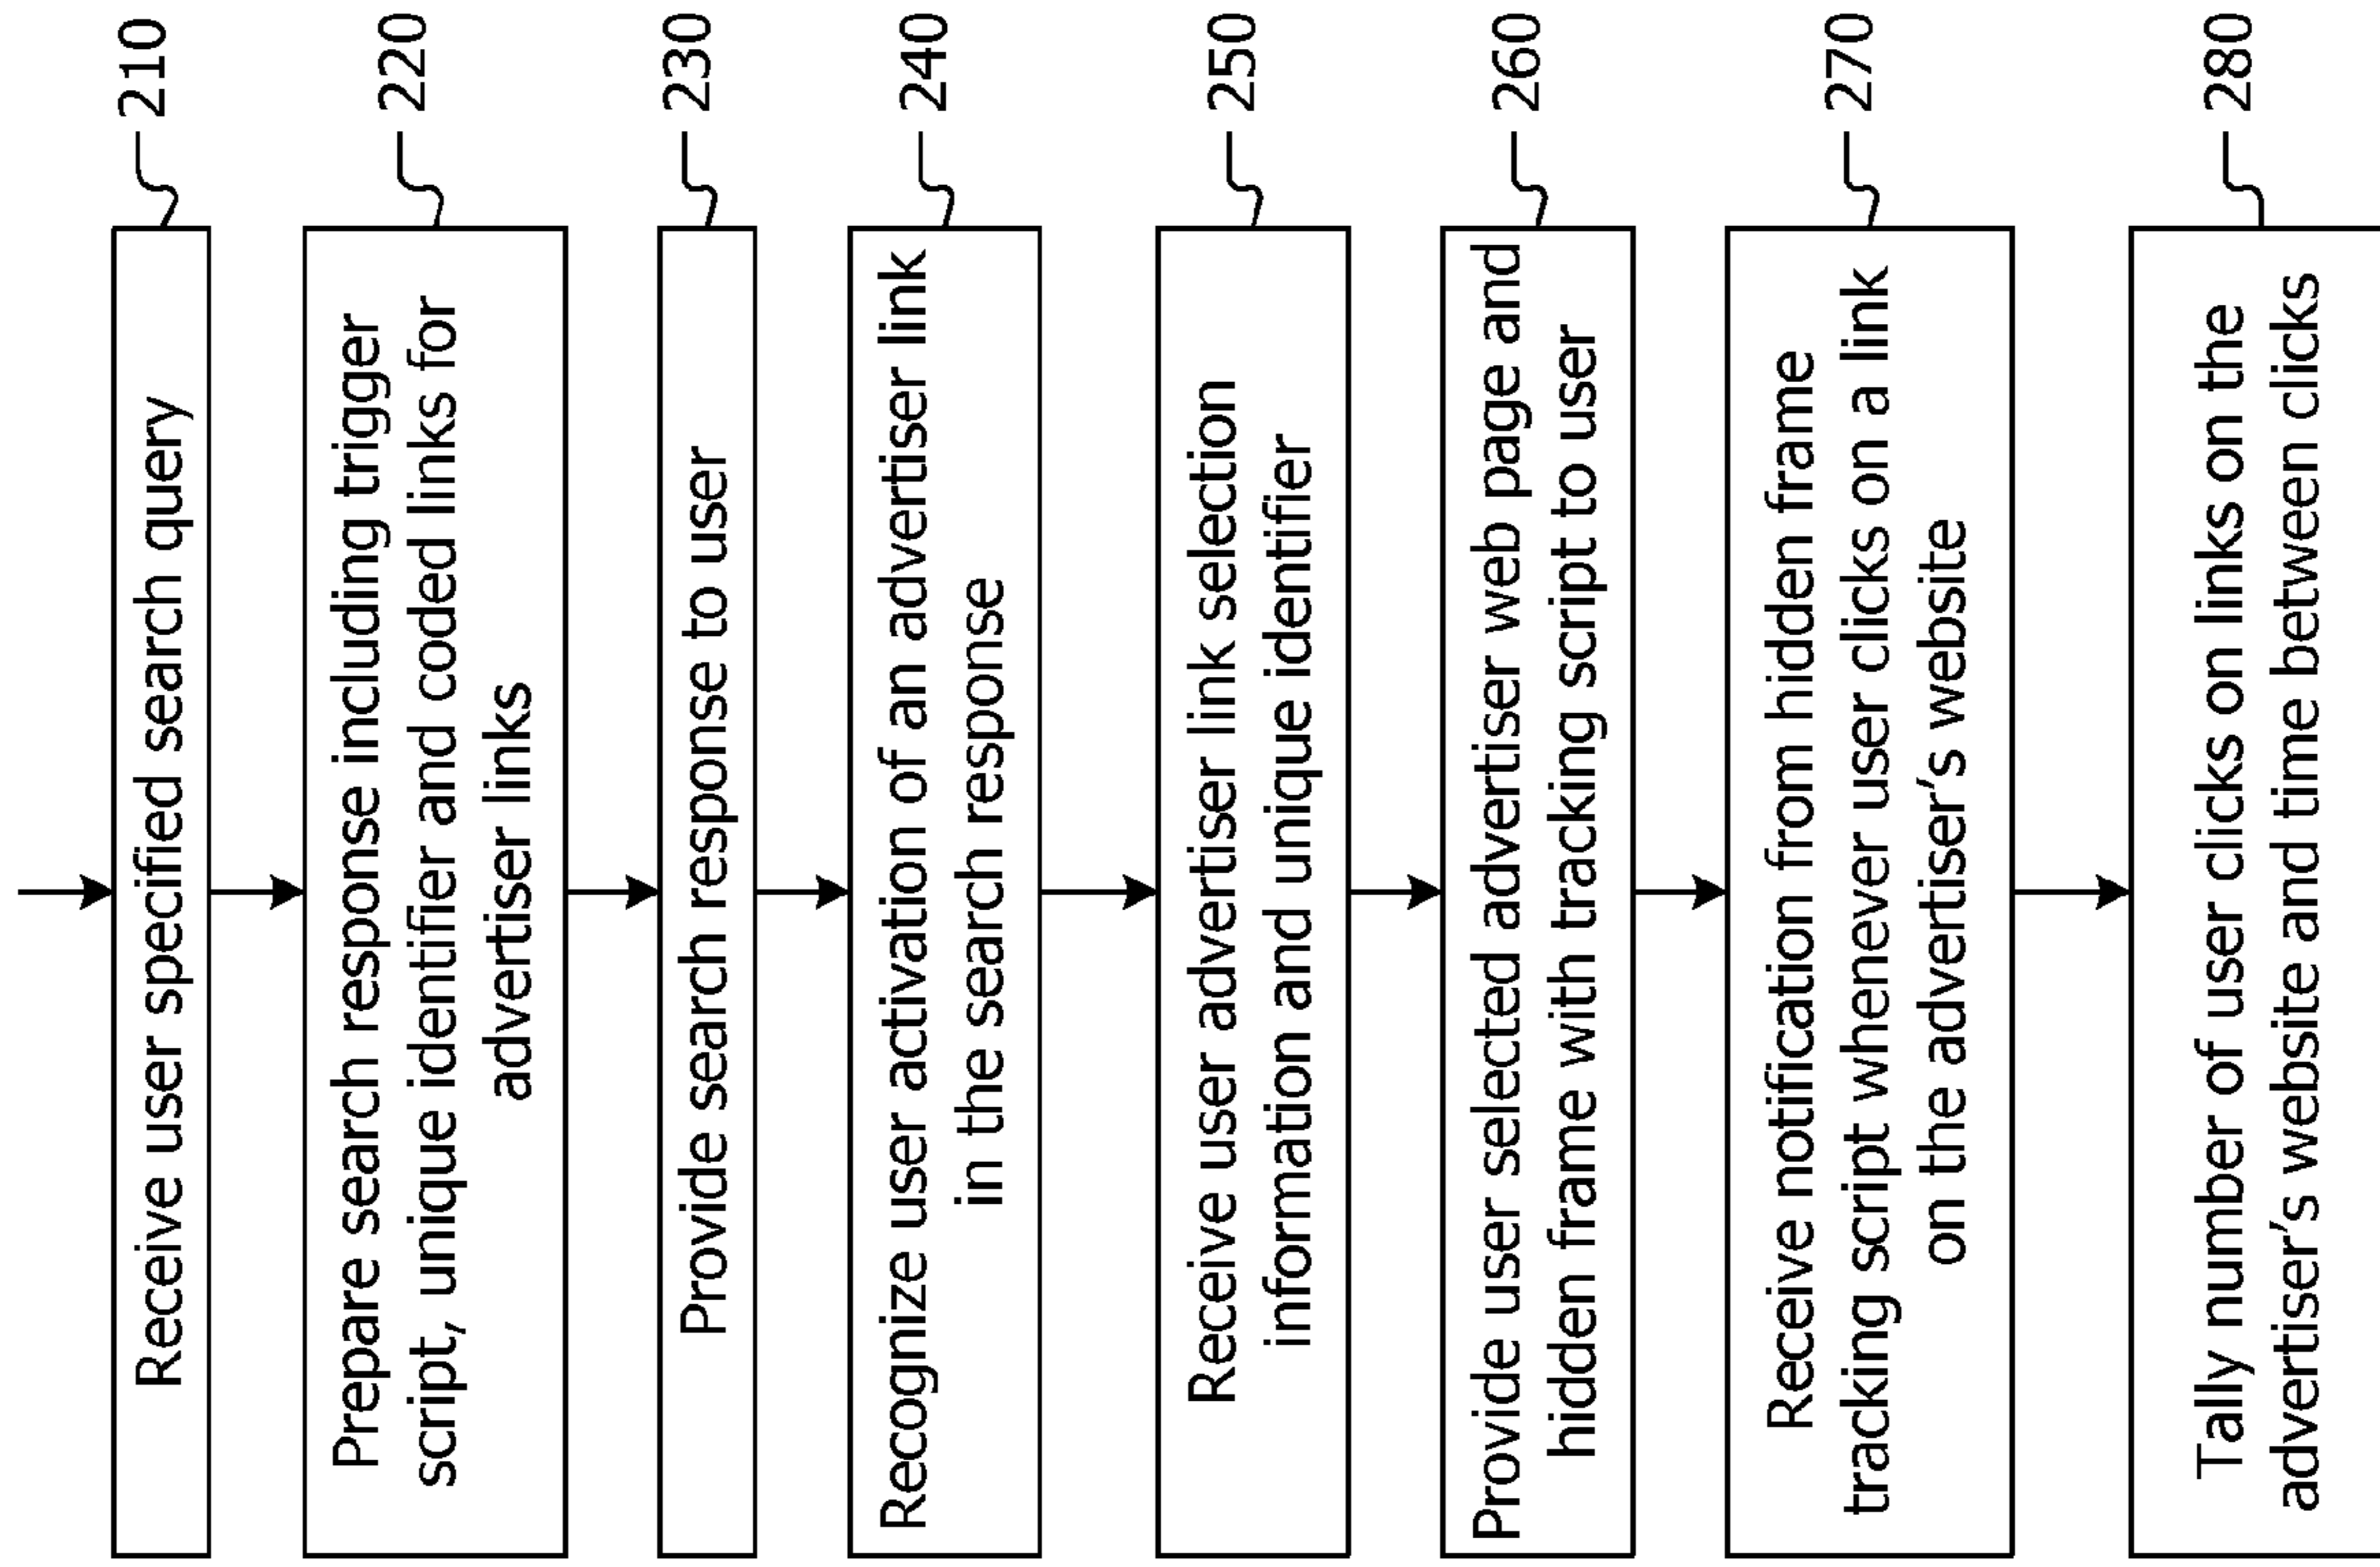 Receive user specified search query
210
Prepare search response including trigger
script, unique identifier and coded links for
advertiser links
220
Provide search response to user
230
Recognize user activation of an advertiser link
in the search response
240
Receive user advertiser link selection
information and unique identifier
250
Provide user selected advertiser web page and
hidden frame with tracking script to user
260
Receive notification from hidden frame
tracking script whenever user clicks on a link
on the advertiser's website
270
Tally number of user clicks on links on the
advertiser's website and time between clicks
280